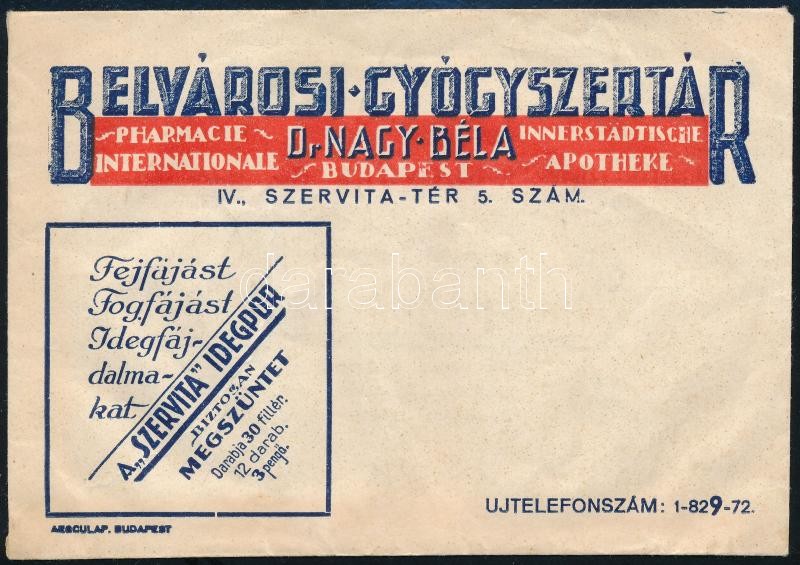 BELVÁROSI·GYÓGYSZERTÁR
PHARMACIE INTERNATIONALE
Dr NAGY·BÉLA
BUDAPEST
INNERSTÄDTISCHE APOTHEKE
IV., SZERVITA-TÉR 5. SZÁM.
Fejfájást
Fogfájást
Idegfáj-
dalma-
kat
A „SZERVITA" IDEGPOR
BIZTOSAN
MEGSZÜNTET
Darabja 30 fillér.
12 darab.
3 pengő.
darabanth
UJTELEFONSZÁM: 1-829-72.
AESCULAP. BUDAPEST